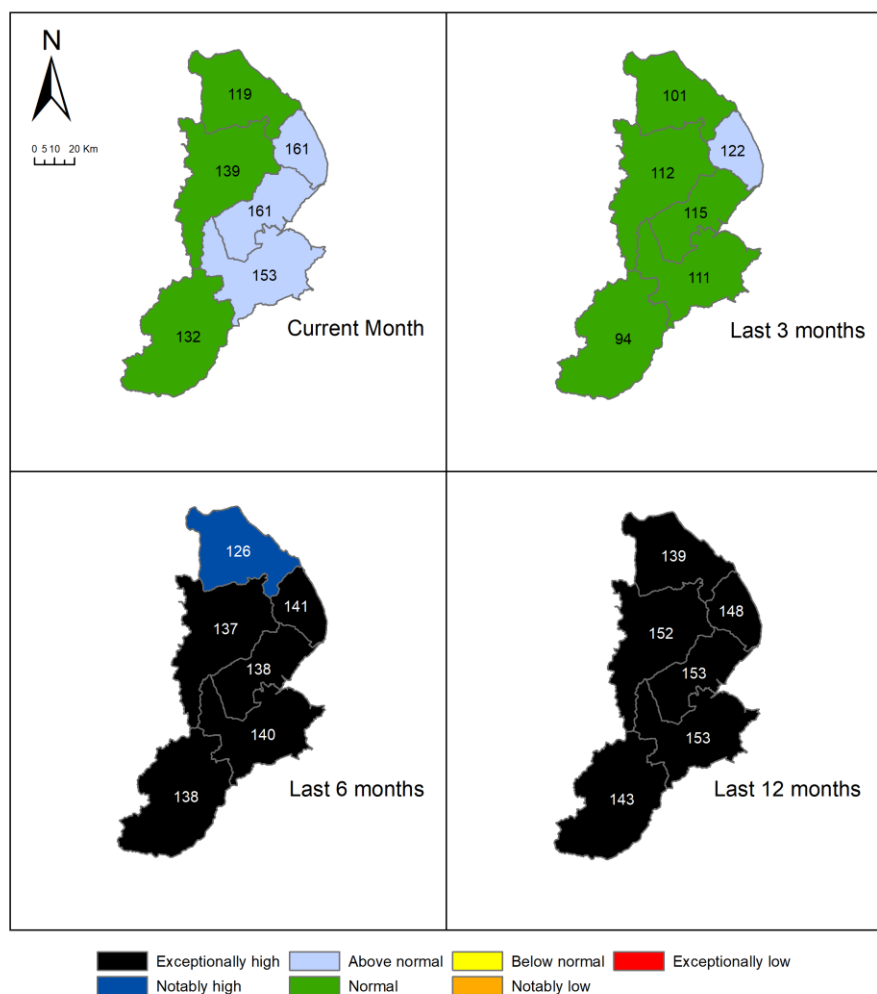 N
0 5 10 20 Km
119
161
139
161
153
132
Current Month
101
122
112
115
111
94
Last 3 months
126
141
137
138
140
138
Last 6 months
139
148
152
153
153
143
Last 12 months
Exceptionally high
Above normal
Below normal
Exceptionally low
Notably high
Normal
Notably low